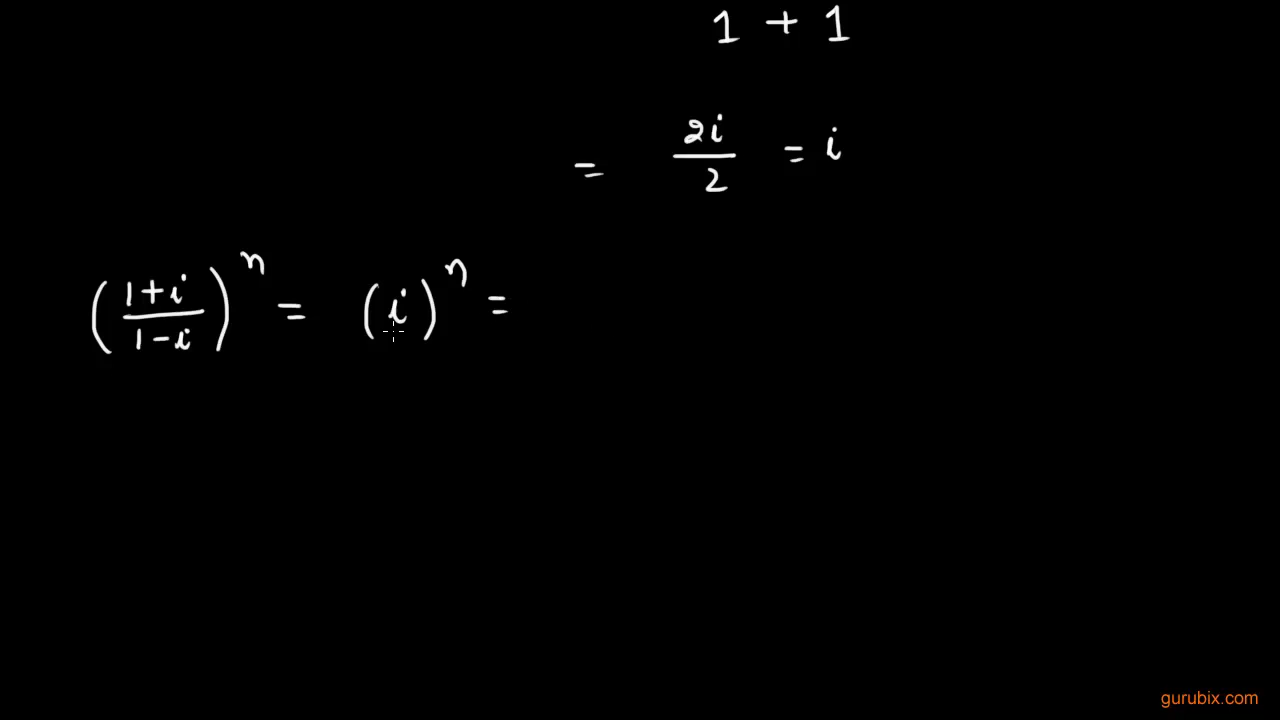 1 + 1
= 2i/2 = i
((1+i)/(1-i))^n = (i)^n =
gurubix.com